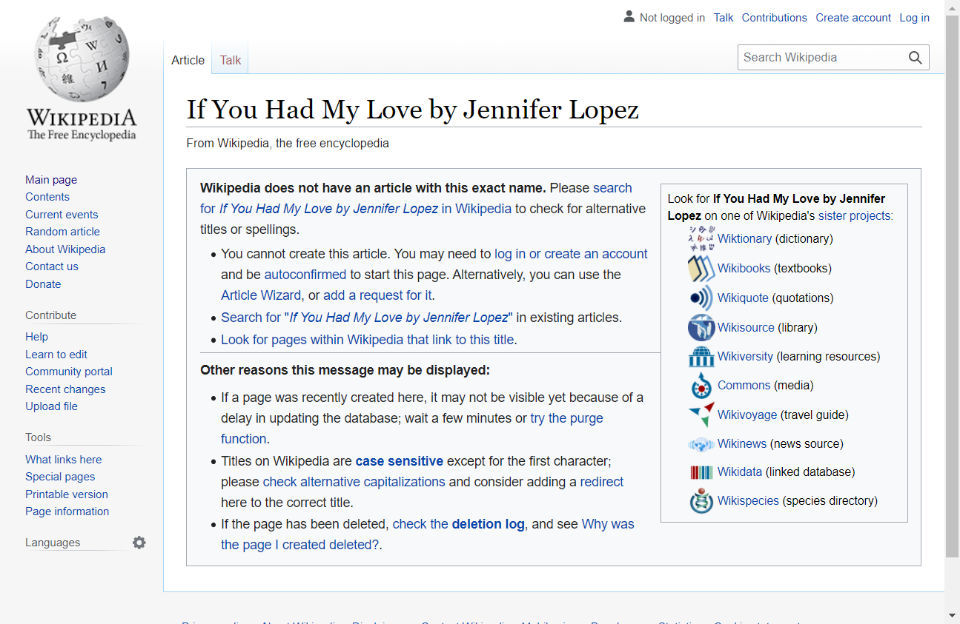 Not logged in Talk Contributions Create account Log in
Article Talk
Search Wikipedia
WIKIPEDIA
The Free Encyclopedia
Main page
Contents
Current events
Random article
About Wikipedia
Contact us
Donate
Contribute
Help
Learn to edit
Community portal
Recent changes
Upload file
Tools
What links here
Special pages
Printable version
Page information
Languages
If You Had My Love by Jennifer Lopez
From Wikipedia, the free encyclopedia
Wikipedia does not have an article with this exact name. Please search
for If You Had My Love by Jennifer Lopez in Wikipedia to check for alternative
titles or spellings.
• You cannot create this article. You may need to log in or create an account
and be autoconfirmed to start this page. Alternatively, you can use the
Article Wizard, or add a request for it.
• Search for "If You Had My Love by Jennifer Lopez" in existing articles.
• Look for pages within Wikipedia that link to this title.
Other reasons this message may be displayed:
• If a page was recently created here, it may not be visible yet because of a
delay in updating the database; wait a few minutes or try the purge
function.
• Titles on Wikipedia are case sensitive except for the first character;
please check alternative capitalizations and consider adding a redirect
here to the correct title.
• If the page has been deleted, check the deletion log, and see Why was
the page I created deleted?.
Look for If You Had My Love by Jennifer
Lopez on one of Wikipedia's sister projects:
Wiktionary (dictionary)
Wikibooks (textbooks)
Wikiquote (quotations)
Wikisource (library)
Wikiversity (learning resources)
Commons (media)
Wikivoyage (travel guide)
Wikinews (news source)
Wikidata (linked database)
Wikispecies (species directory)